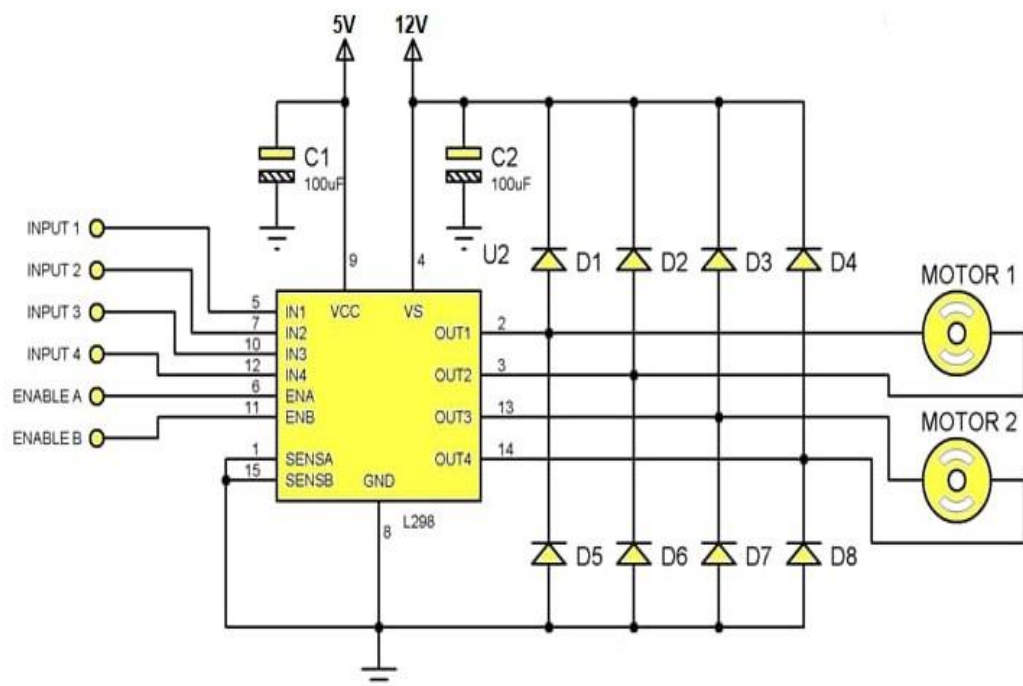 5V 12V
C1
100uF
C2
100uF
INPUT 1
INPUT 2
INPUT 3
INPUT 4
ENABLE A
ENABLE B
U2
9
4
5
7
10
12
6
11
1
15
IN1
IN2
IN3
IN4
ENA
ENB
SENSA
SENSB
VCC
VS
GND
OUT1
OUT2
OUT3
OUT4
2
3
13
14
8
L298
D1 D2 D3 D4
D5 D6 D7 D8
MOTOR 1
MOTOR 2